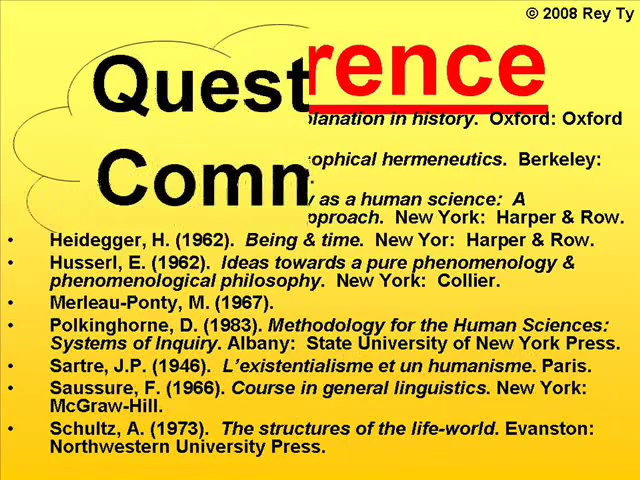 © 2008 Rey Ty
Quest
rence
Comm
planation in history. Oxford: Oxford
ophical hermeneutics. Berkeley:
y as a human science: A
pproach. New York: Harper & Row.
• Heidegger, H. (1962). Being & time. New Yor: Harper & Row.
• Husserl, E. (1962). Ideas towards a pure phenomenology &
phenomenological philosophy. New York: Collier.
• Merleau-Ponty, M. (1967).
• Polkinghorne, D. (1983). Methodology for the Human Sciences:
Systems of Inquiry. Albany: State University of New York Press.
• Sartre, J.P. (1946). L'existentialisme et un humanisme. Paris.
• Saussure, F. (1966). Course in general linguistics. New York:
McGraw-Hill.
• Schultz, A. (1973). The structures of the life-world. Evanston:
Northwestern University Press.